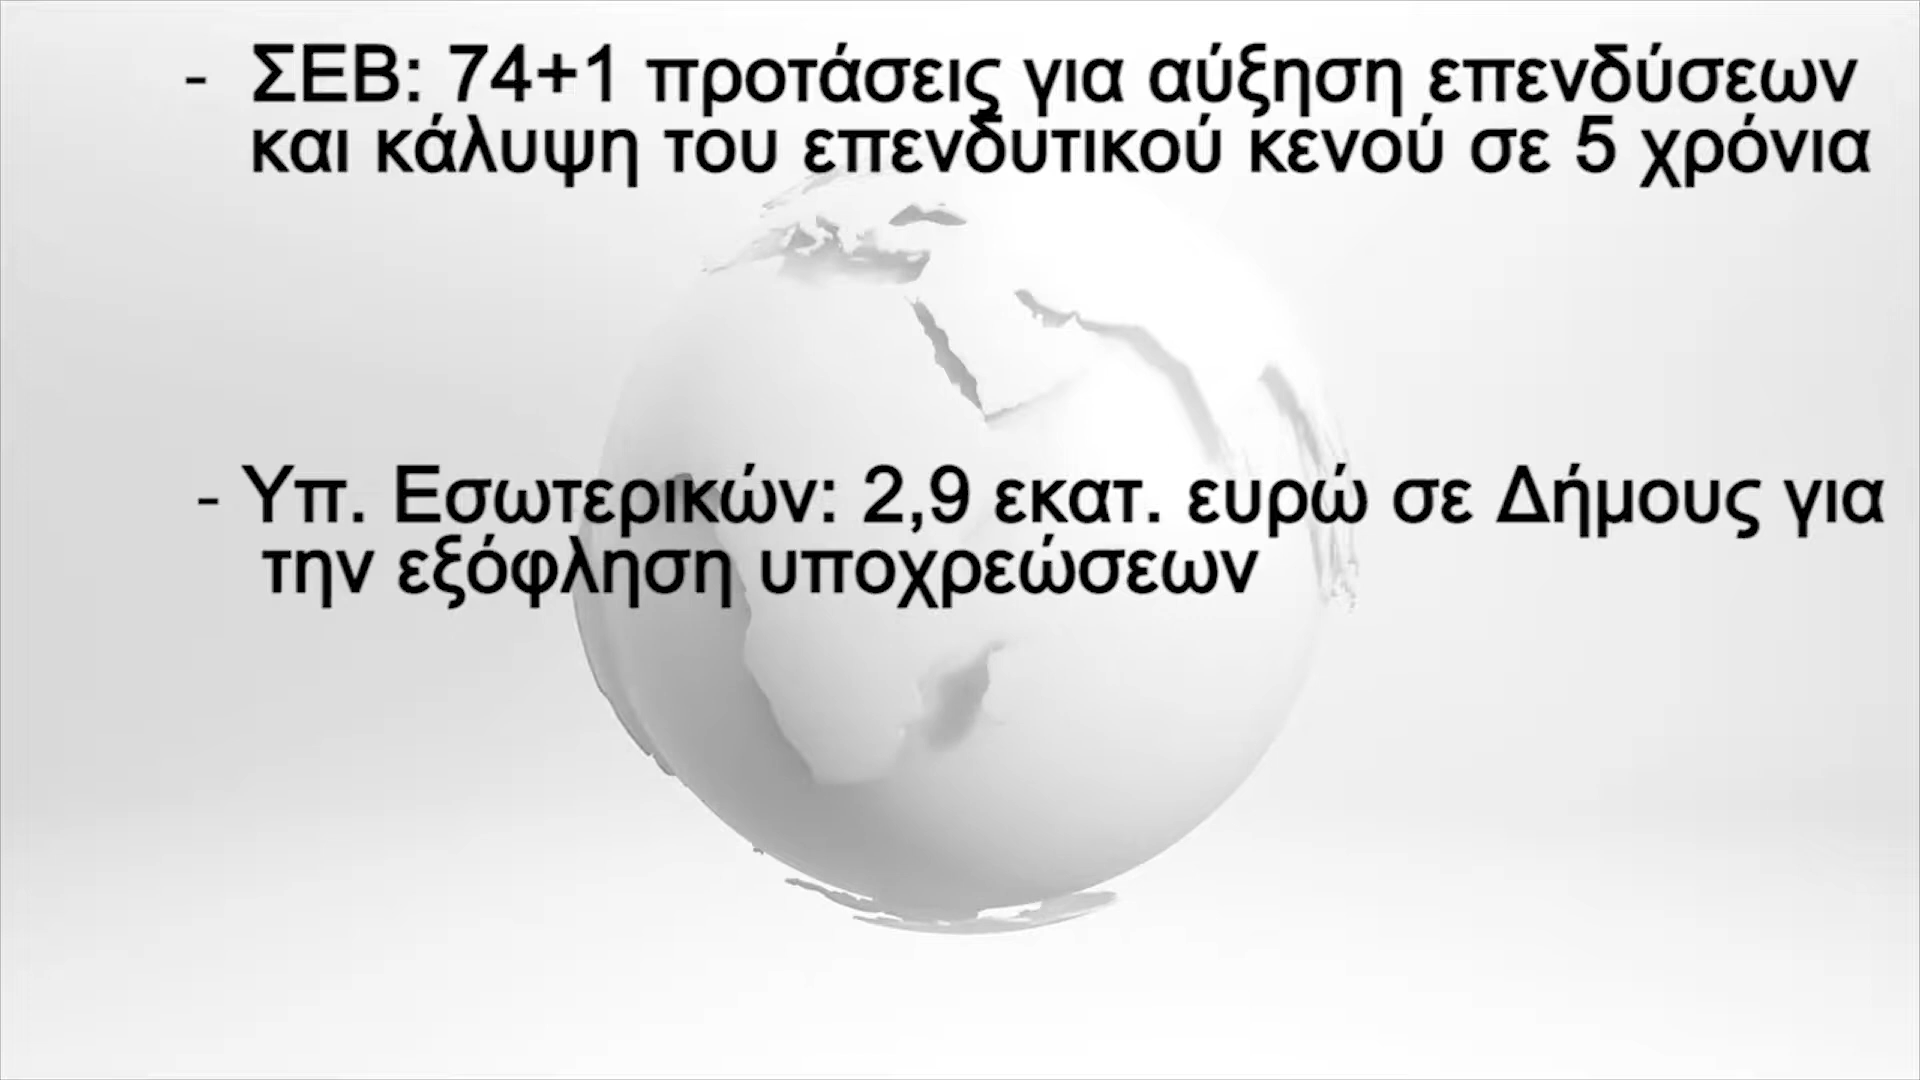 - ΣΕΒ: 74+1 προτάσεις για αύξηση επενδύσεων
και κάλυψη του επενδυτικού κενού σε 5 χρόνια
- Υπ. Εσωτερικών: 2,9 εκατ. ευρώ σε Δήμους για
την εξόφληση υποχρεώσεων